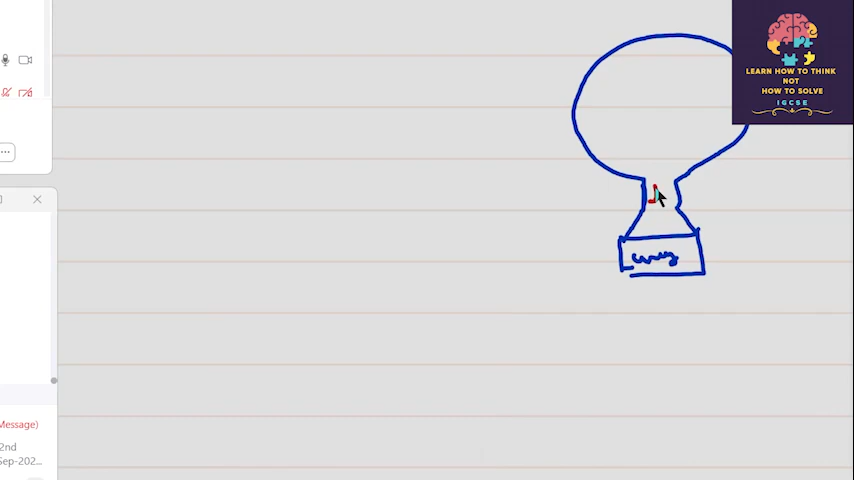 LEARN HOW TO THINK
NOT
HOW TO SOLVE
IGCSE
Message)
2nd
Sep-202...